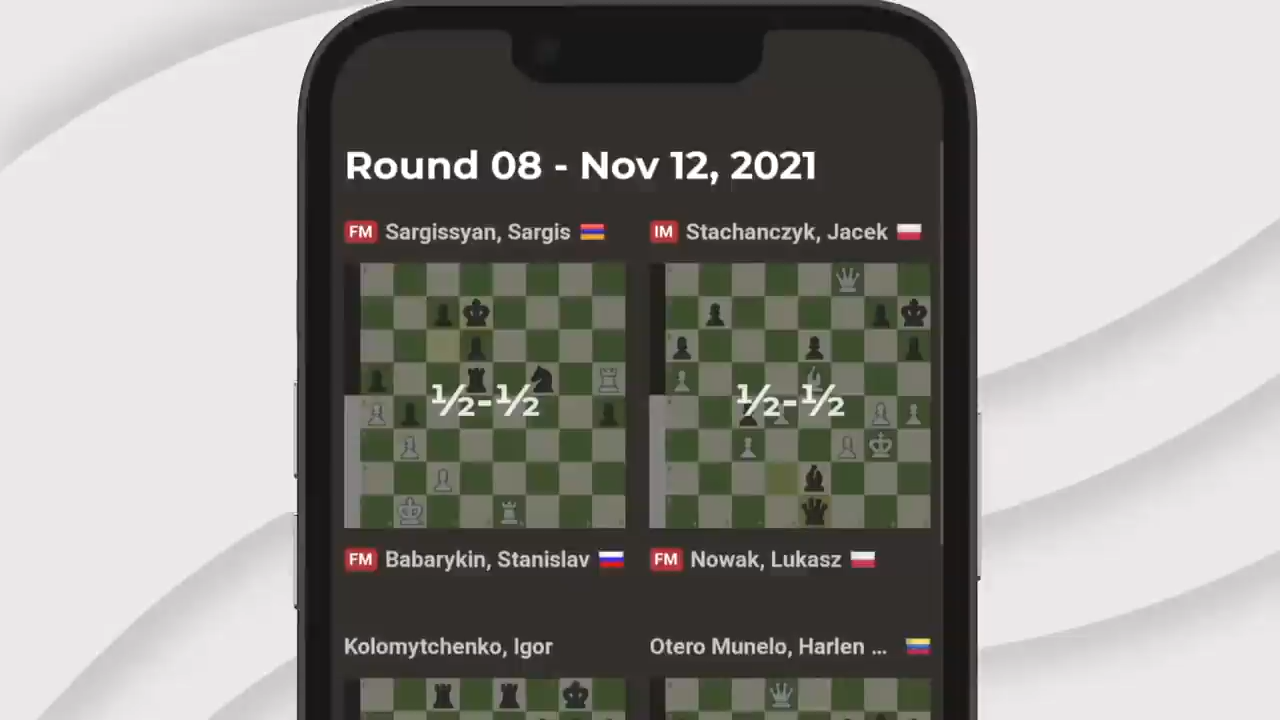 Round 08 - Nov 12, 2021
FM Sargissyan, Sargis
IM Stachanczyk, Jacek
½-½
½-½
FM Babarykin, Stanislav
FM Nowak, Lukasz
Kolomytchenko, Igor
Otero Munelo, Harlen ...